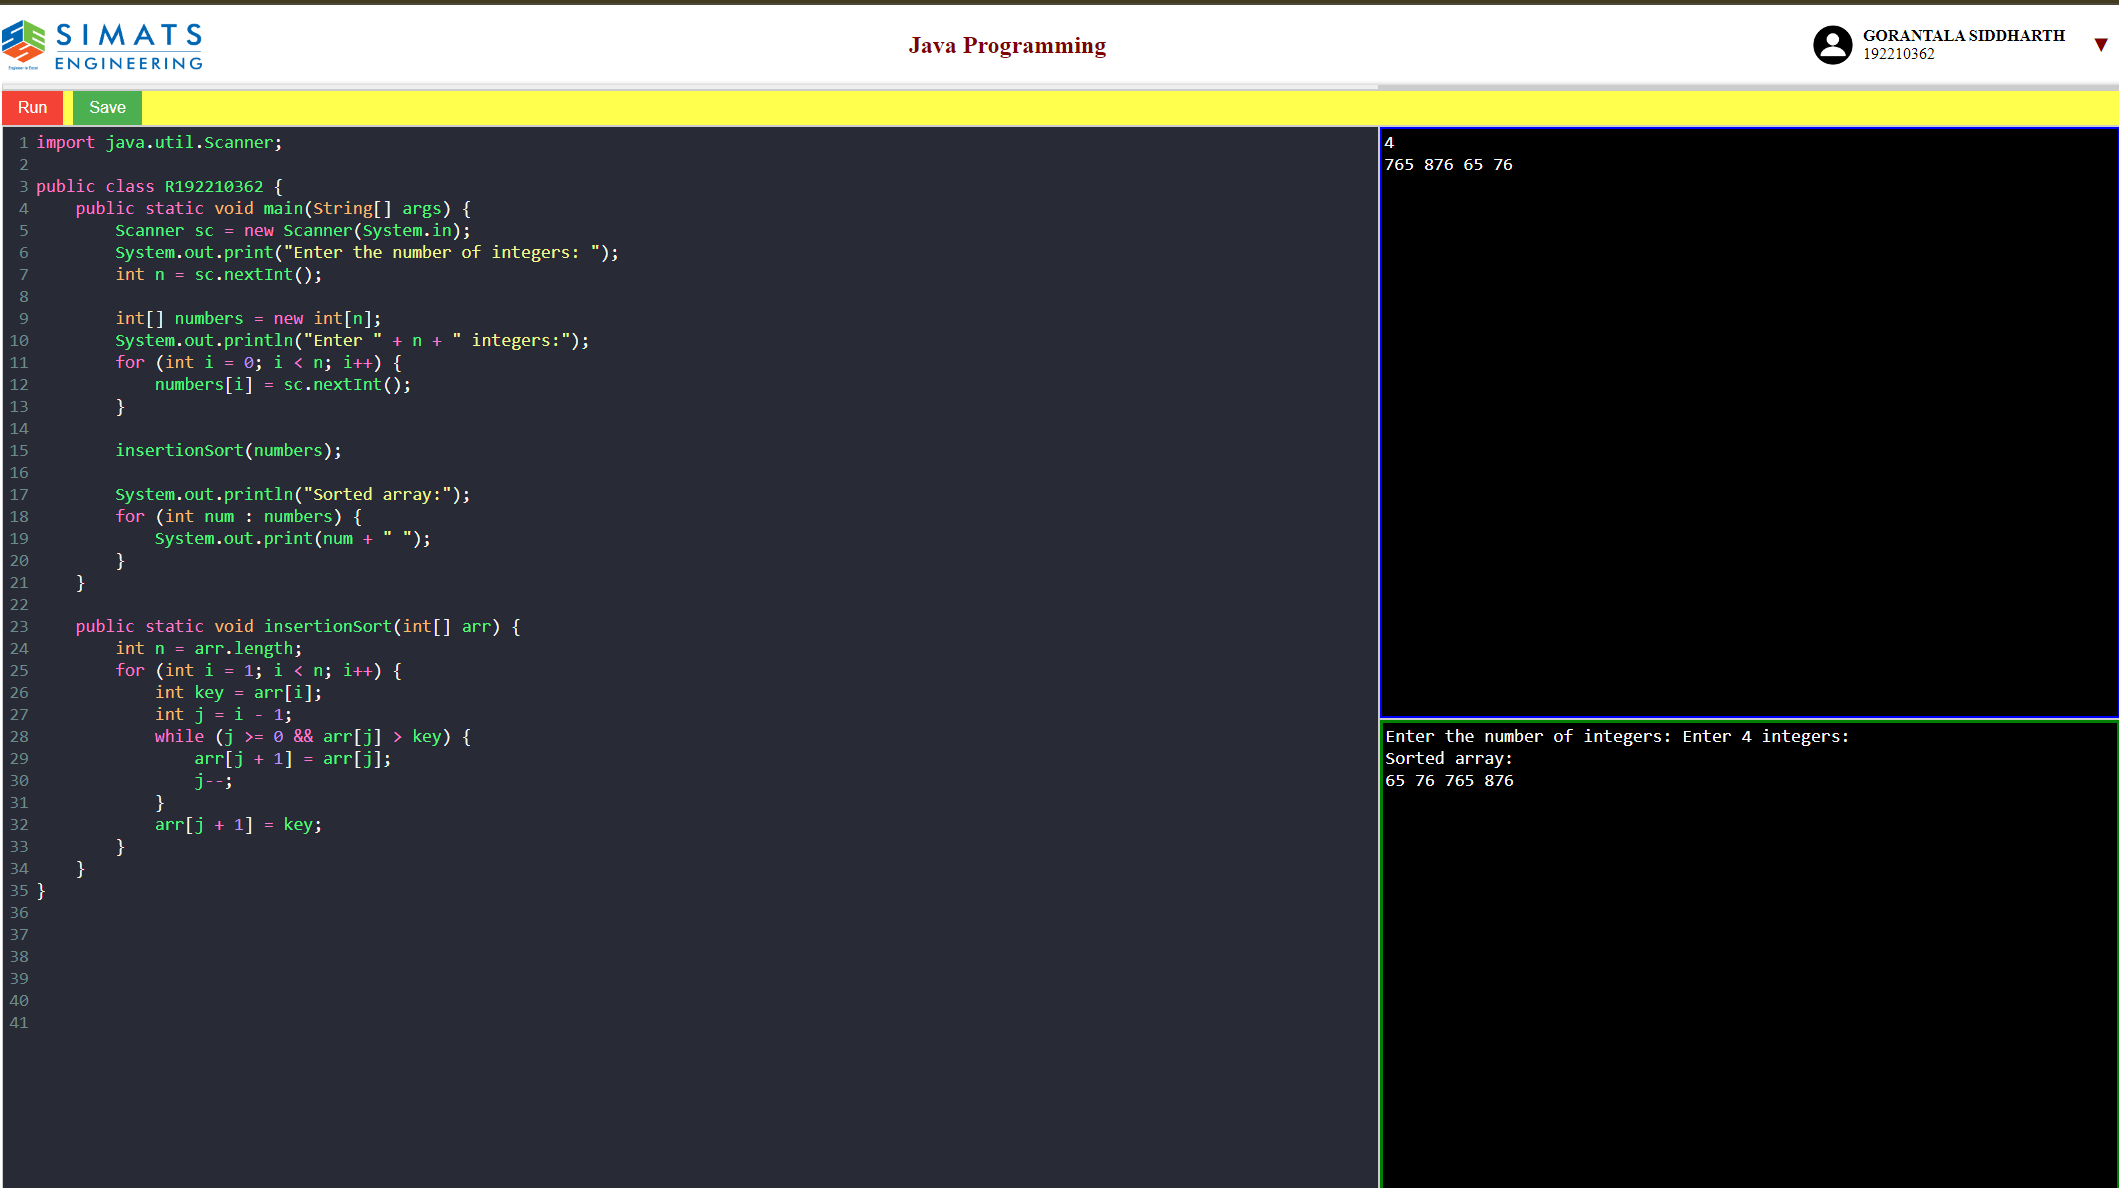 SIMATS
ENGINEERING
Engineer to Excel
Java Programming
GORANTALA SIDDHARTH
192210362
▼
Run
Save
1 import java.util.Scanner;
2
3 public class R192210362 {
4     public static void main(String[] args) {
5         Scanner sc = new Scanner(System.in);
6         System.out.print("Enter the number of integers: ");
7         int n = sc.nextInt();
8
9         int[] numbers = new int[n];
10         System.out.println("Enter " + n + " integers:");
11         for (int i = 0; i < n; i++) {
12             numbers[i] = sc.nextInt();
13         }
14
15         insertionSort(numbers);
16
17         System.out.println("Sorted array:");
18         for (int num : numbers) {
19             System.out.print(num + " ");
20         }
21     }
22
23     public static void insertionSort(int[] arr) {
24         int n = arr.length;
25         for (int i = 1; i < n; i++) {
26             int key = arr[i];
27             int j = i - 1;
28             while (j >= 0 && arr[j] > key) {
29                 arr[j + 1] = arr[j];
30                 j--;
31             }
32             arr[j + 1] = key;
33         }
34     }
35 }
36
37
38
39
40
41
4
765 876 65 76
Enter the number of integers: Enter 4 integers:
Sorted array:
65 76 765 876